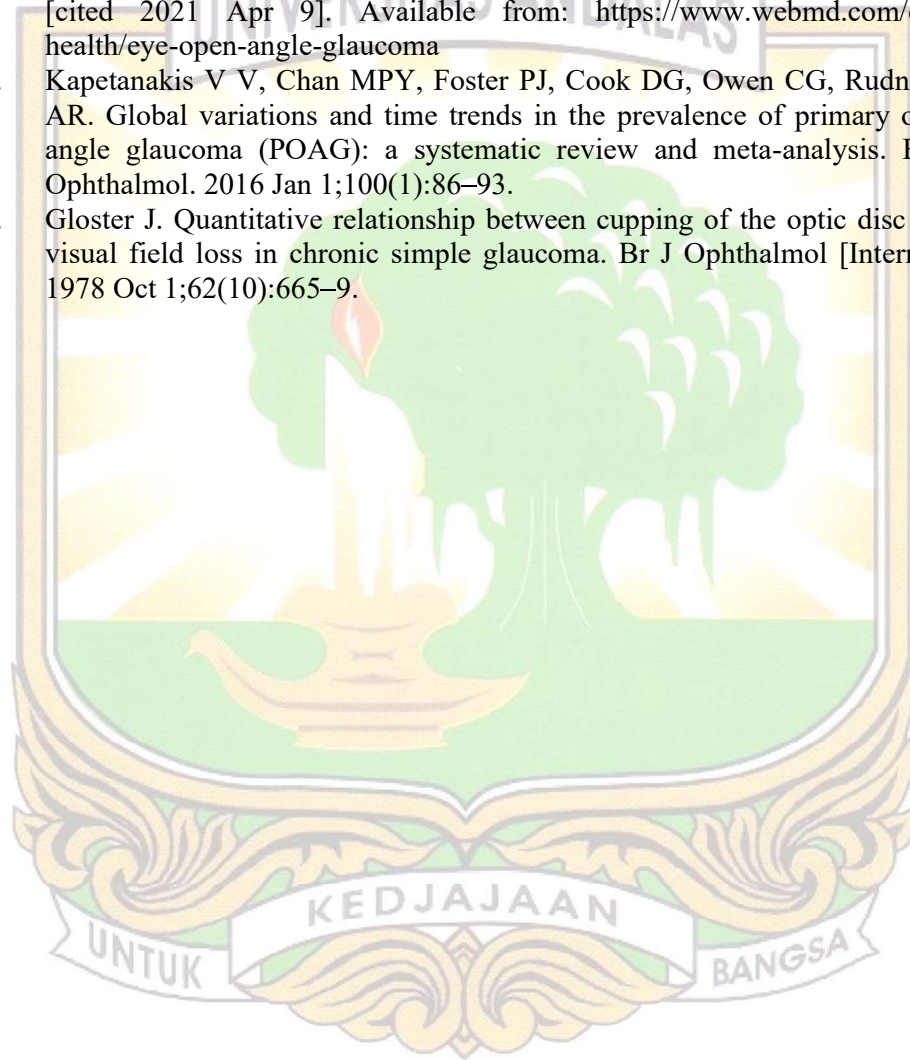 [cited 2021 Apr 9]. Available from: https://www.webmd.com/
health/eye-open-angle-glaucoma
Kapetanakis V V, Chan MPY, Foster PJ, Cook DG, Owen CG,
AR. Global variations and time trends in the prevalence of primary
angle glaucoma (POAG): a systematic review and meta-analysis.
Ophthalmol. 2016 Jan 1;100(1):86–93.
Gloster J. Quantitative relationship between cupping of the optic disc
visual field loss in chronic simple glaucoma. Br J Ophthalmol
1978 Oct 1;62(10):665–9.
KEDJAJAAN
UNTUK
BANGSA